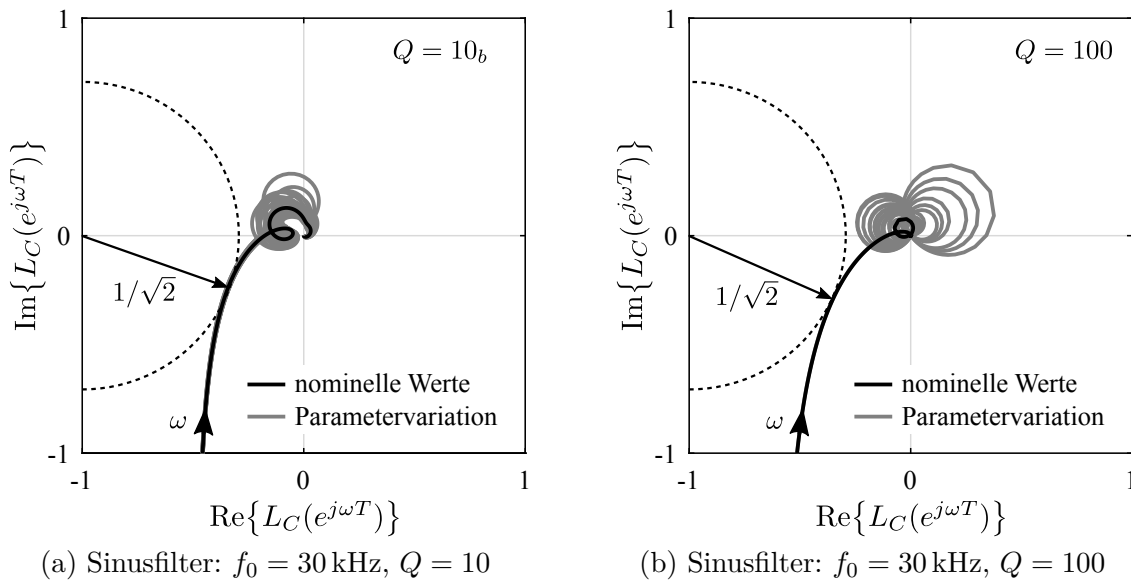 1
Q = 10_b
0
1/√2
nominelle Werte
Parametervariation
ω
-1
-1
0
1
Im{L_C(e^{jωT})}
Re{L_C(e^{jωT})}
(a) Sinusfilter: f_0 = 30 kHz, Q = 10
1
Q = 100
0
1/√2
nominelle Werte
Parametervariation
ω
-1
-1
0
1
Im{L_C(e^{jωT})}
Re{L_C(e^{jωT})}
(b) Sinusfilter: f_0 = 30 kHz, Q = 100